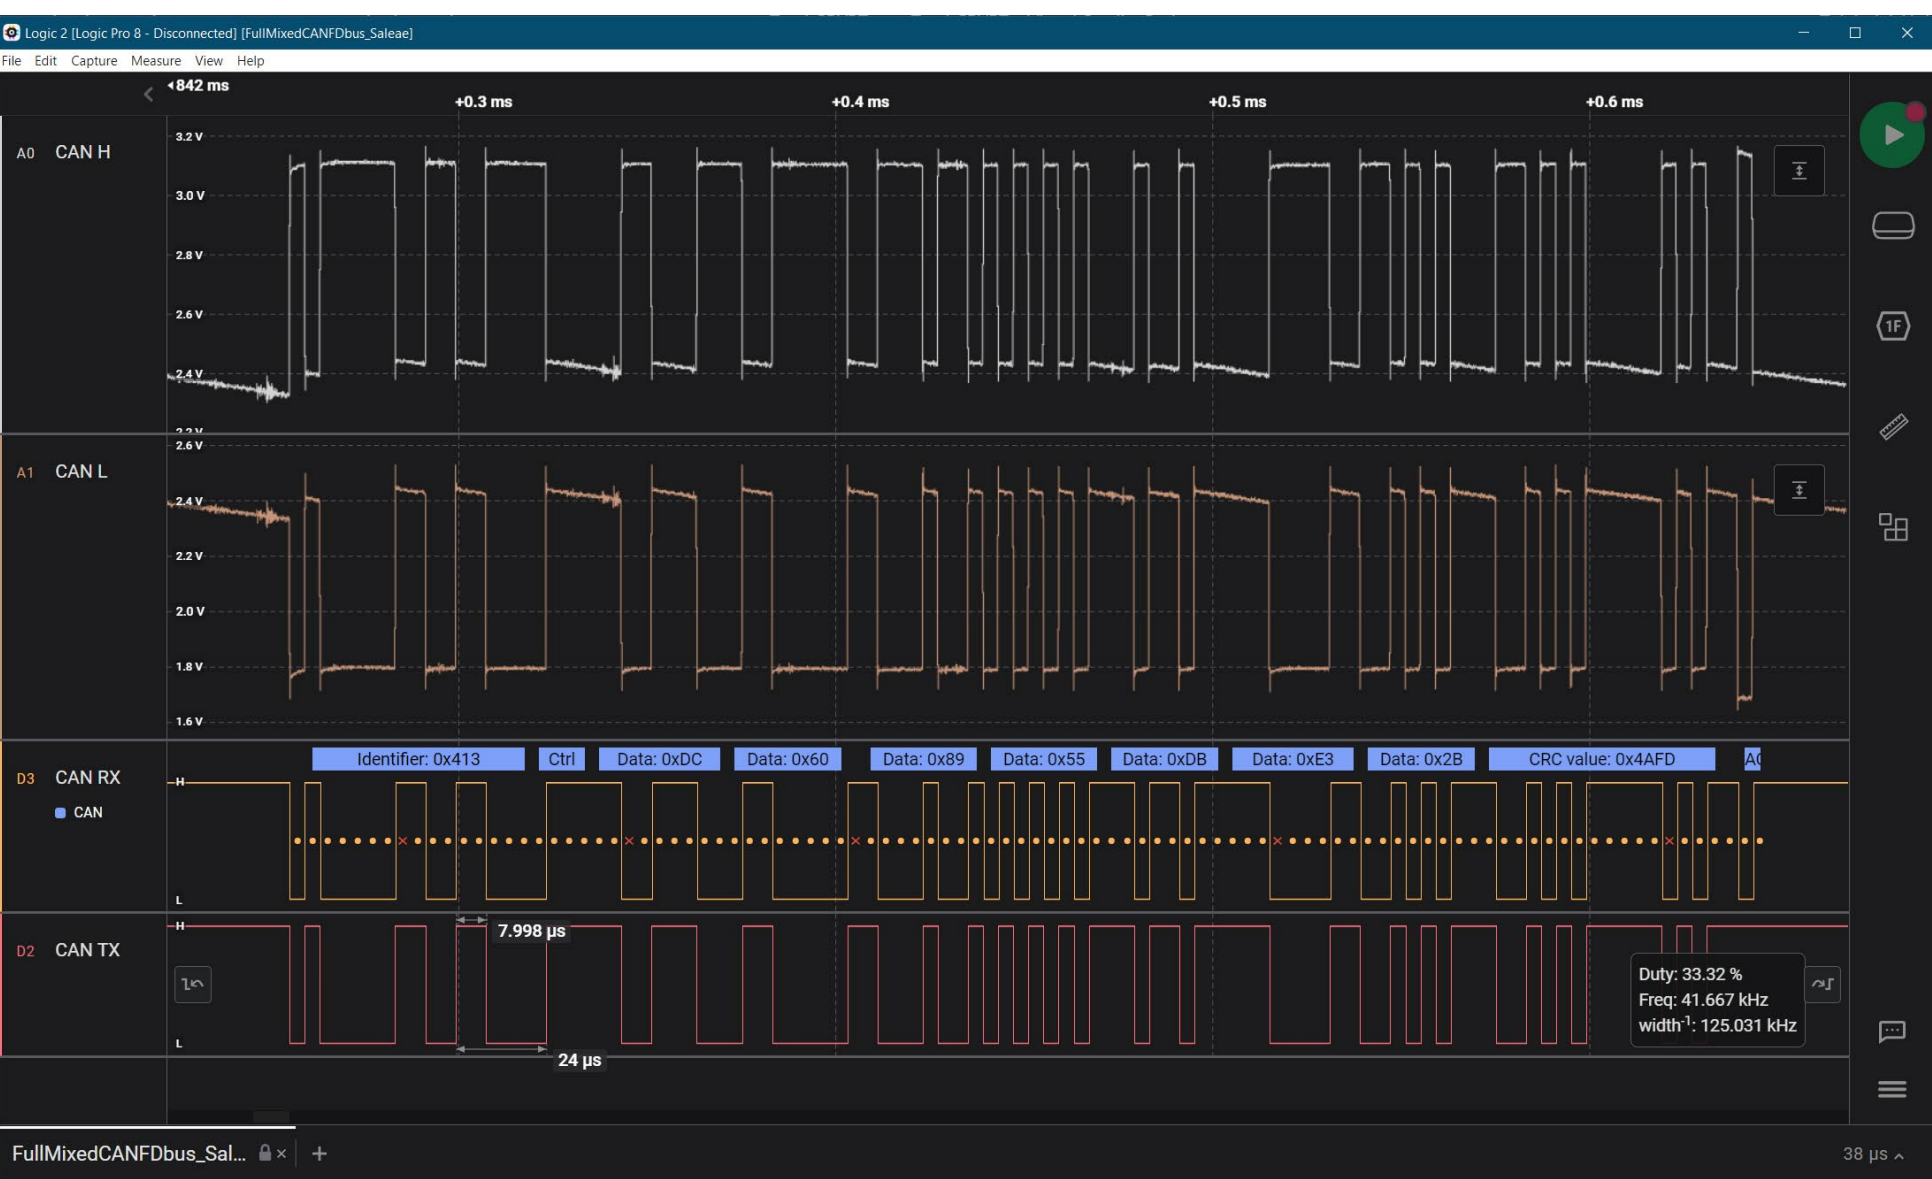 Logic 2 [Logic Pro 8 - Disconnected] [FullMixedCANFDbus_Saleae]
File Edit Capture Measure View Help
842 ms
+0.3 ms +0.4 ms +0.5 ms +0.6 ms
A0 CAN H
3.2 V
3.0 V
2.8 V
2.6 V
2.4 V
2.2 V
1F
A1 CAN L
2.6 V
2.4 V
2.2 V
2.0 V
1.8 V
1.6 V
Identifier: 0x413 Ctrl Data: 0xDC Data: 0x60 Data: 0x89 Data: 0x55 Data: 0xDB Data: 0xE3 Data: 0x2B CRC value: 0x4AFD AC
D3 CAN RX
H
CAN
L
H
7.998 µs
D2 CAN TX
Duty: 33.32 %
Freq: 41.667 kHz
width-1: 125.031 kHz
L
24 µs
FullMixedCANFDbus_Sal... × +
38 µs